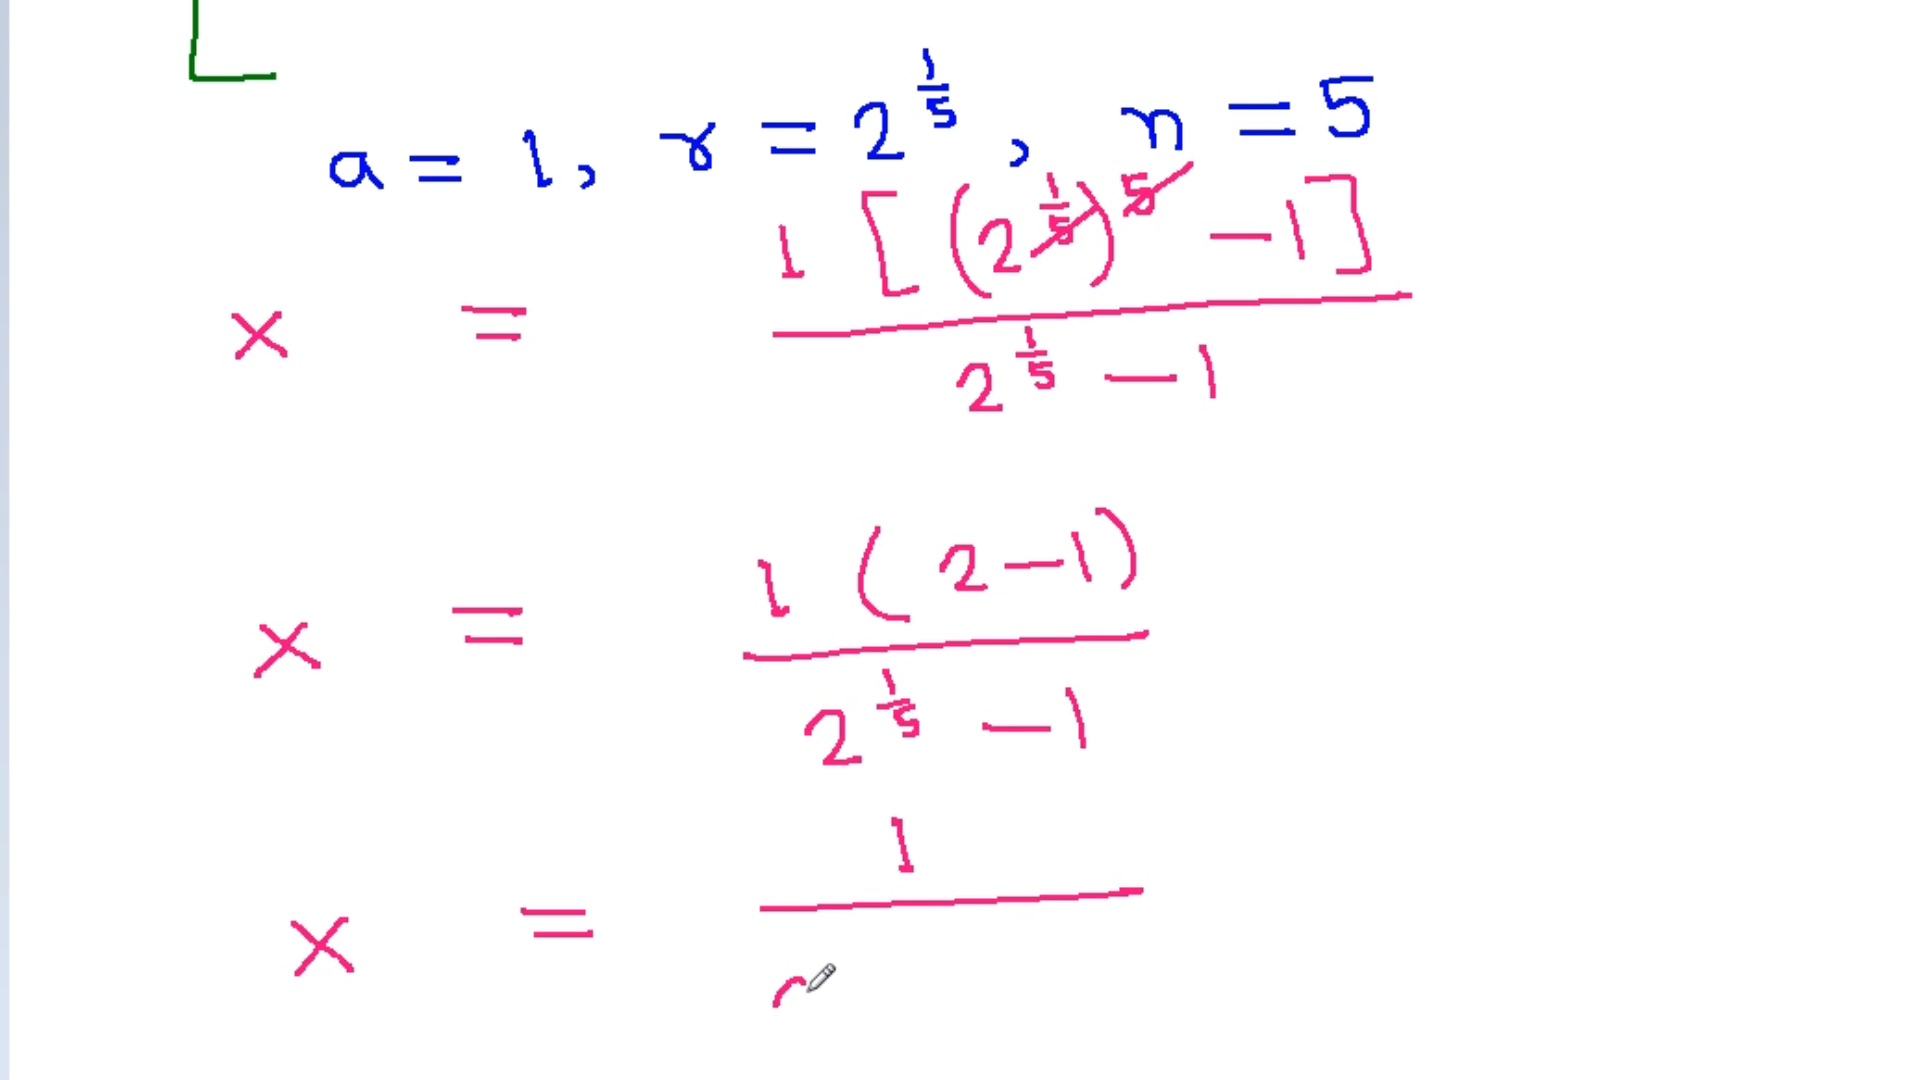 a = 1, r = 2^(1/5), n = 5
x = 1[(2^(1/5))^5 - 1] / (2^(1/5) - 1)
x = 1(2 - 1) / (2^(1/5) - 1)
x = 1 /